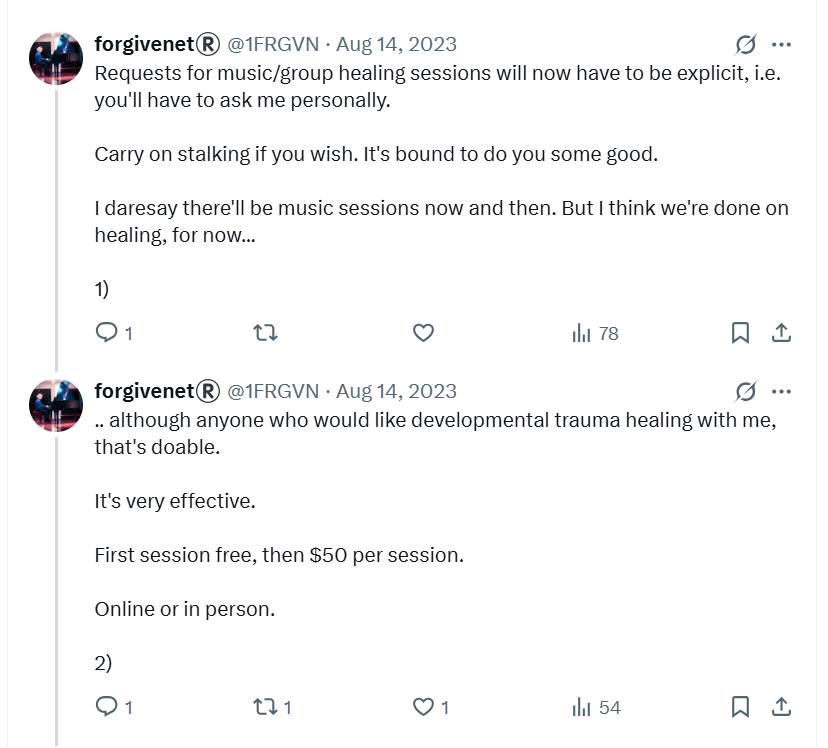 forgivenet® @1FRGVN · Aug 14, 2023
Requests for music/group healing sessions will now have to be explicit, i.e.
you'll have to ask me personally.
Carry on stalking if you wish. It's bound to do you some good.
I daresay there'll be music sessions now and then. But I think we're done on
healing, for now...
1)
1 78
forgivenet® @1FRGVN · Aug 14, 2023
.. although anyone who would like developmental trauma healing with me,
that's doable.
It's very effective.
First session free, then $50 per session.
Online or in person.
2)
1 1 1 54